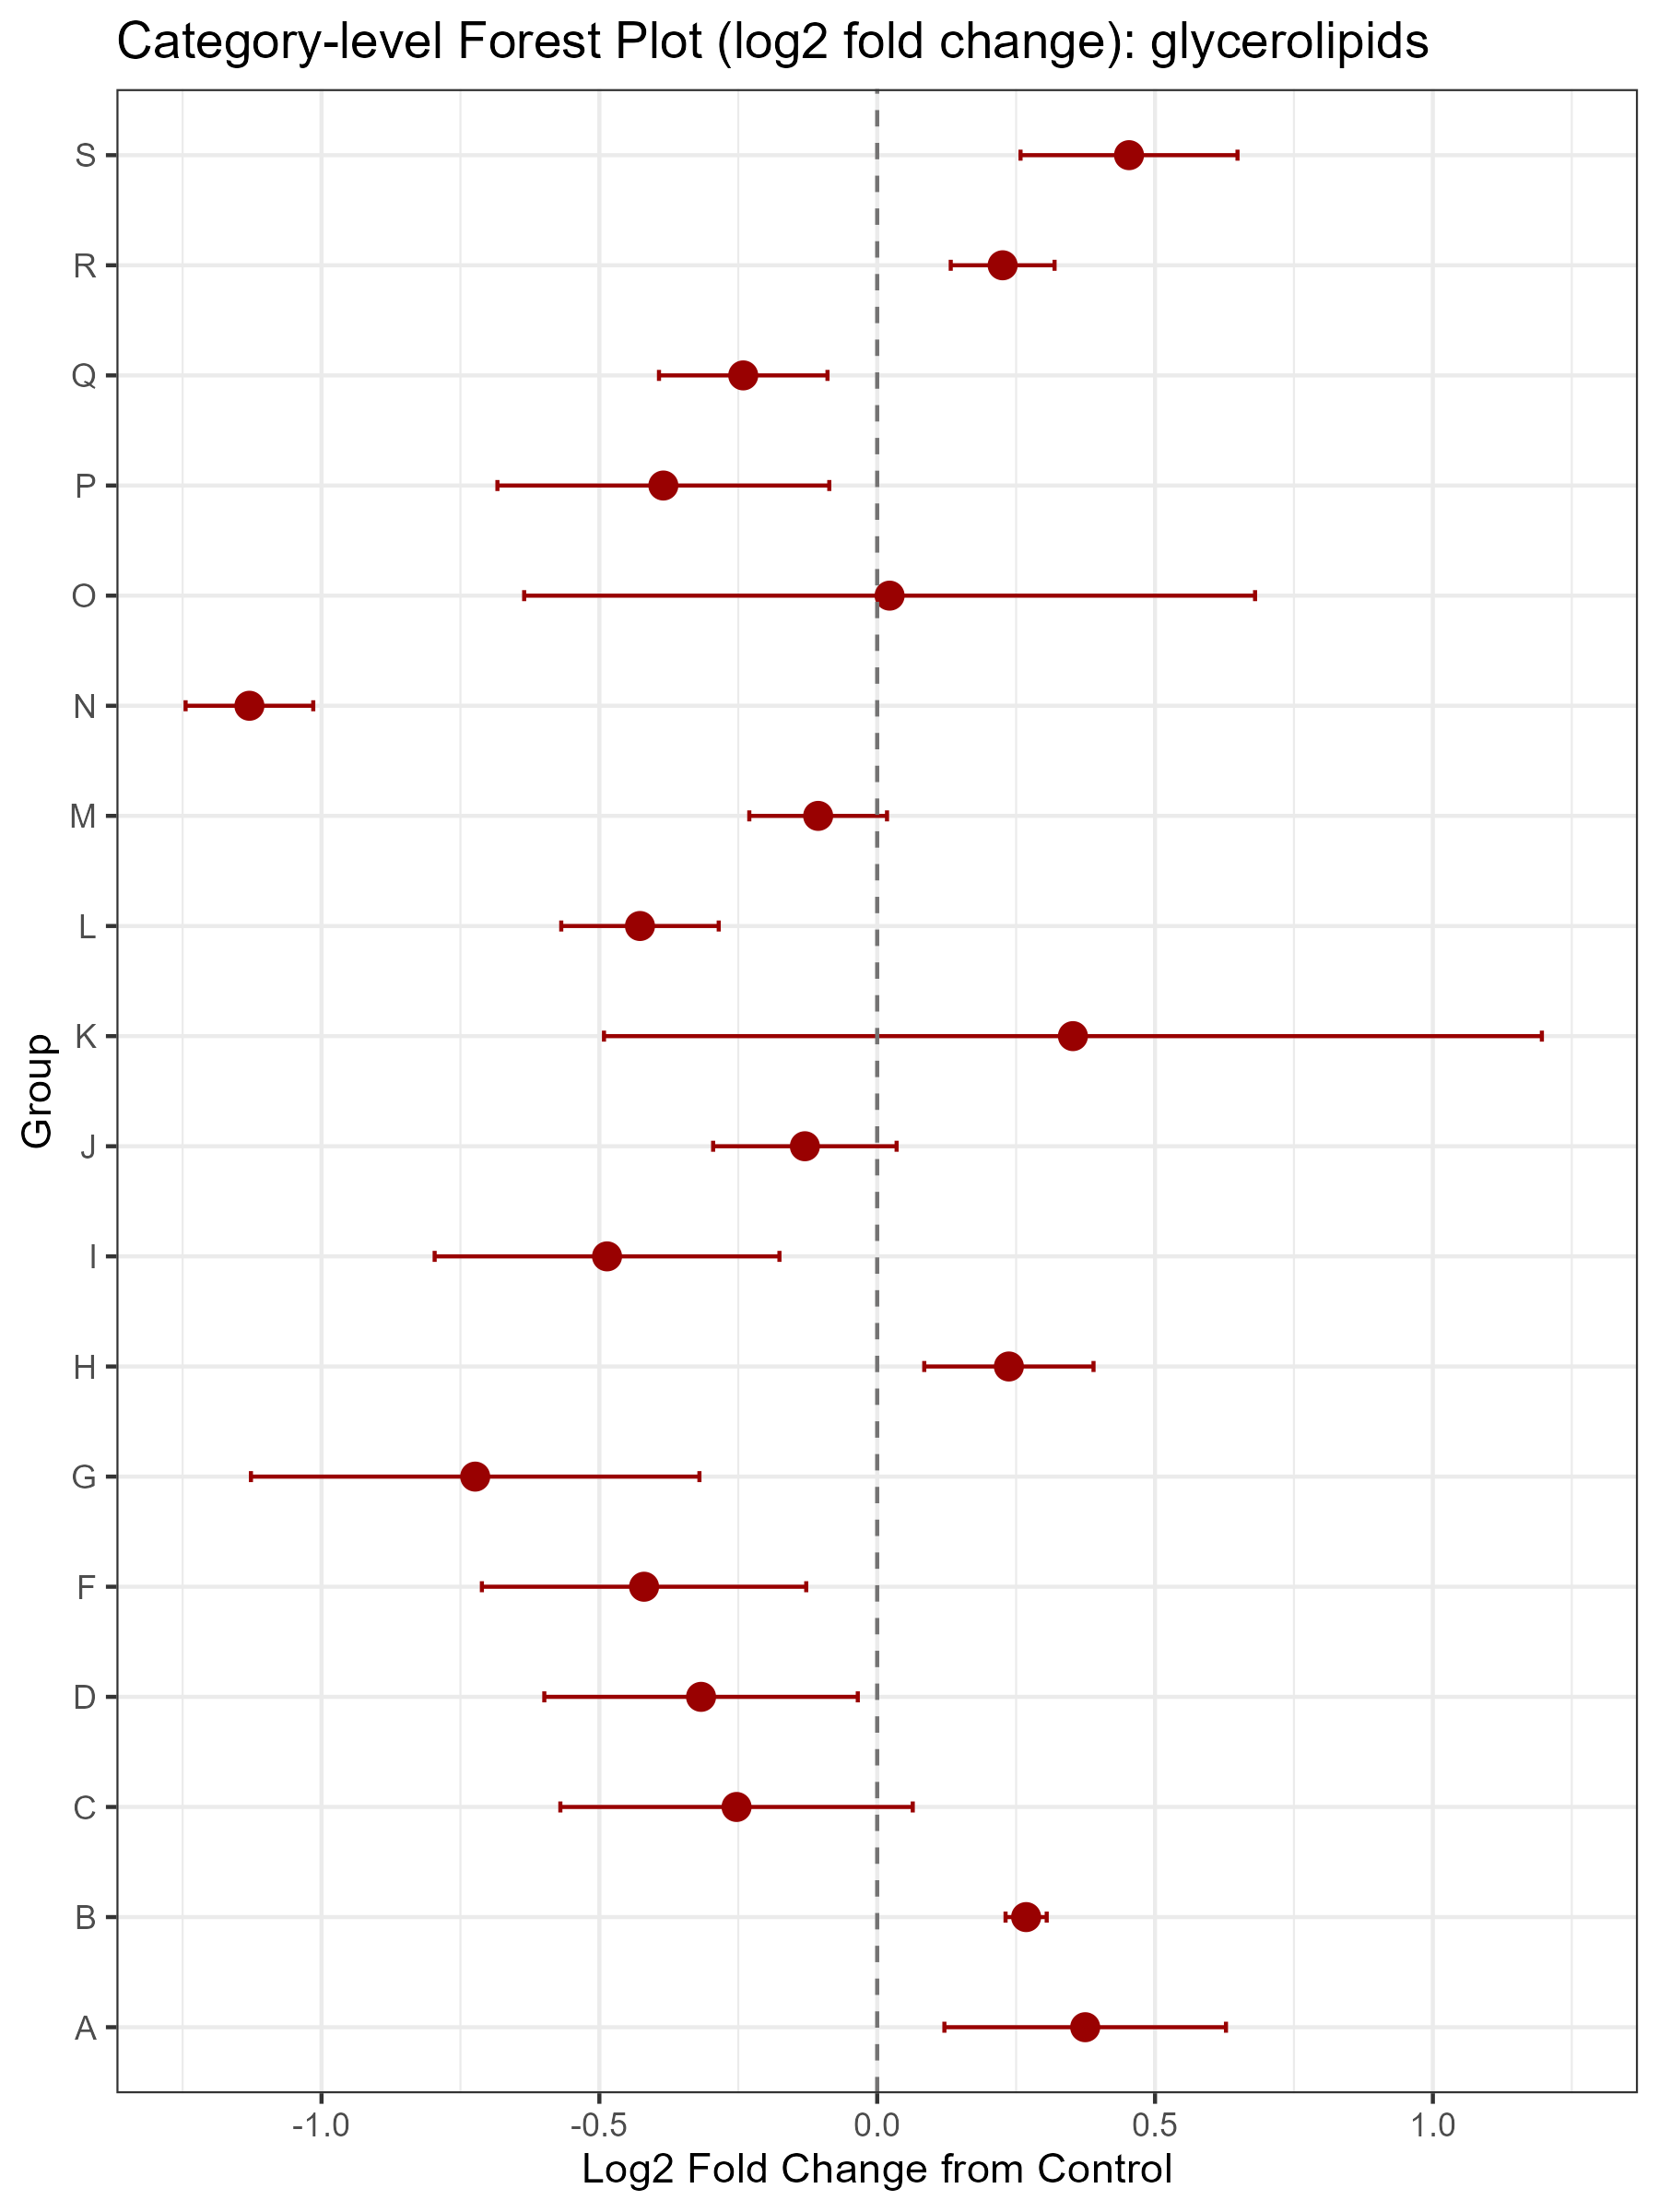 Category-level Forest Plot (log2 fold change): glycerolipids
S
R
Q
P
O
N
M
L
K
J
I
H
G
F
D
C
B
A
Group
-1.0 -0.5 0.0 0.5 1.0
Log2 Fold Change from Control